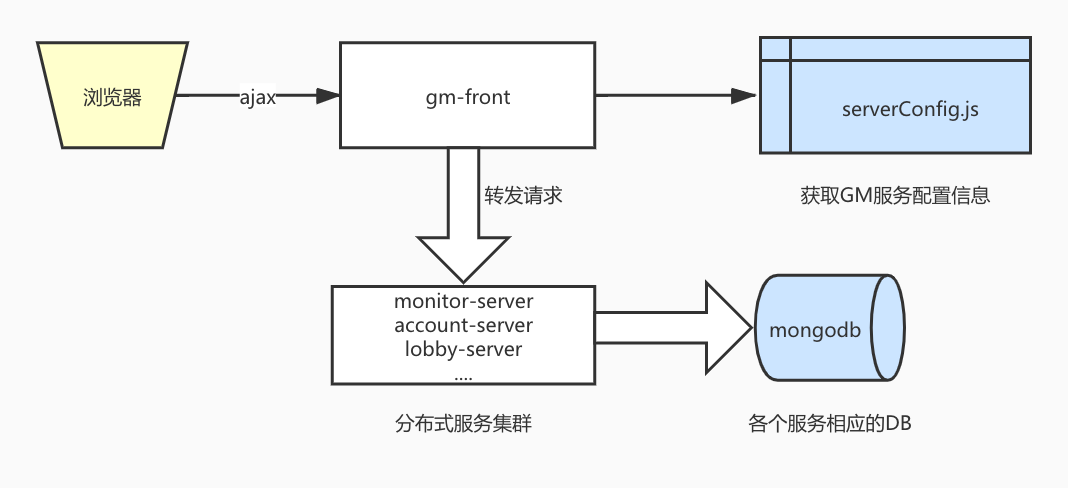 浏览器
ajax
gm-front
serverConfig.js
转发请求
获取GM服务配置信息
monitor-server
account-server
lobby-server
....
mongodb
分布式服务集群
各个服务相应的DB